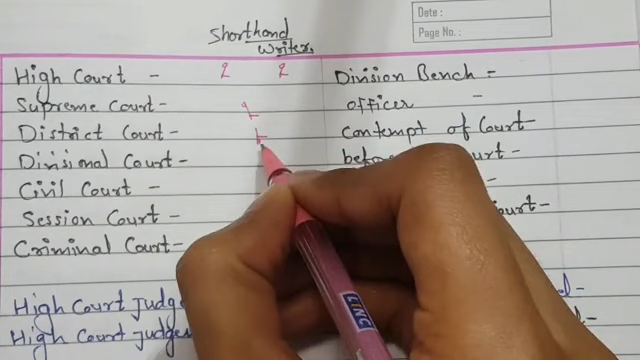 Date :
Page No. :
Shorthand
Writer.
High Court -
Supreme Court-
District Court-
Divisional Court-
Civil Court -
Session Court -
Criminal Court-
High Court Judge
High Court Judges
Division Bench =
officer -
Contempt of Court-
LINC